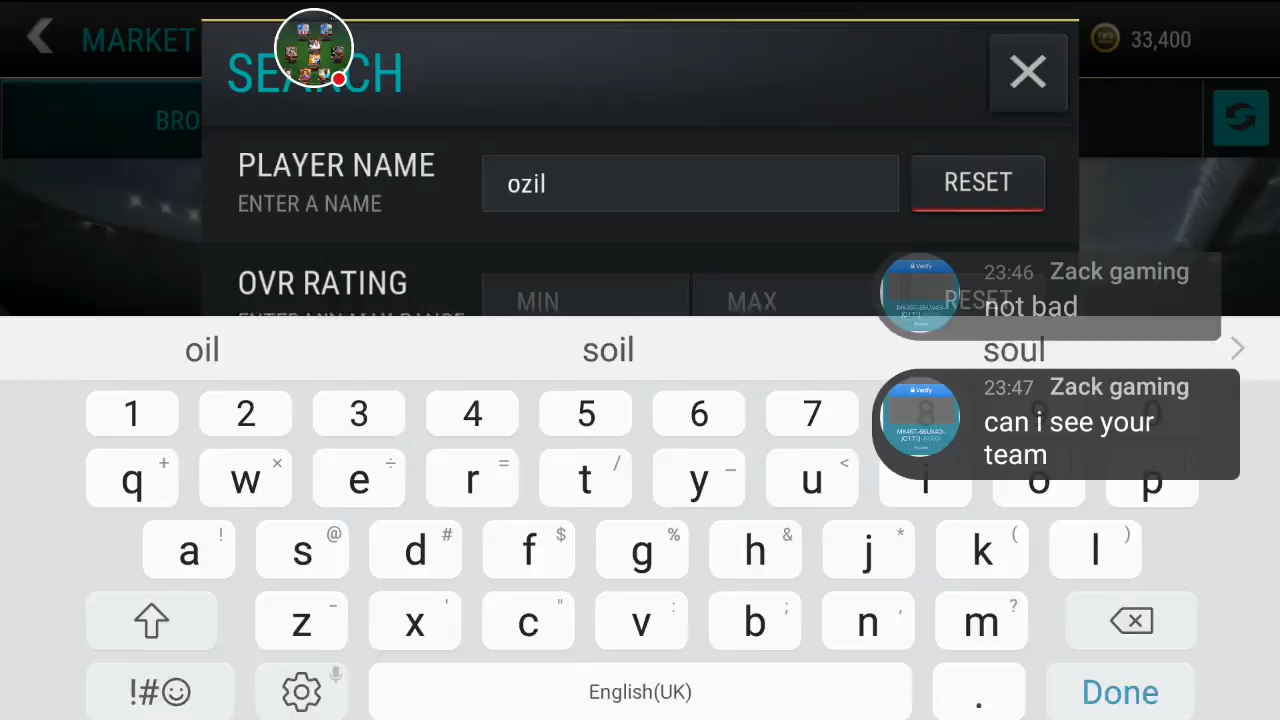 MARKET
33,400
SEARCH
BRO
PLAYER NAME
ENTER A NAME
ozil
RESET
OVR RATING
MIN
MAX
RESET
23:46 Zack gaming
not bad
oil soil soul
23:47 Zack gaming
can i see your
team
Verify
1 2 3 4 5 6 7 8 9 0
q + w × e ÷ r = t / y _ u < i o p
a ! s @ d # f $ g % h & j * k ( l )
z - x ' c " v : b ; n , m ?
!#☺ English(UK) . Done